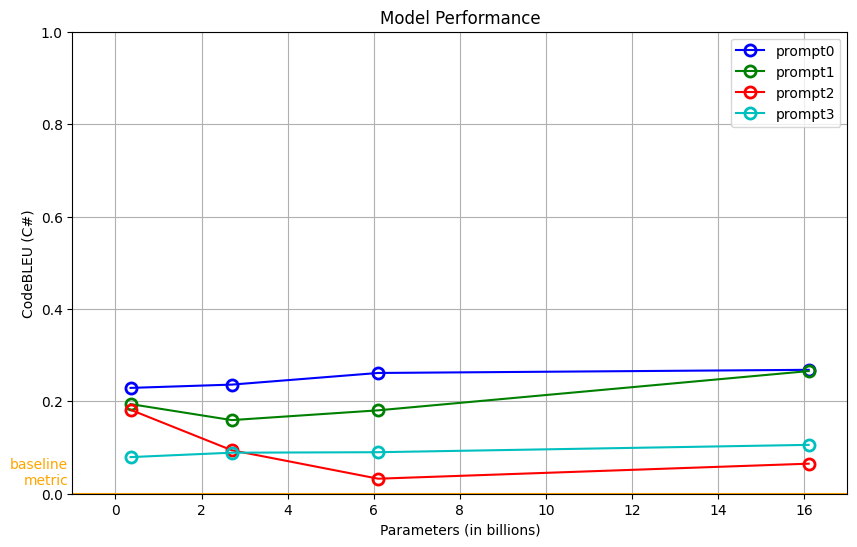 Model Performance
prompt0
prompt1
prompt2
prompt3
1.0
0.8
0.6
0.4
0.2
0.0
CodeBLEU (C#)
baseline
metric
0
2
4
6
8
10
12
14
16
Parameters (in billions)